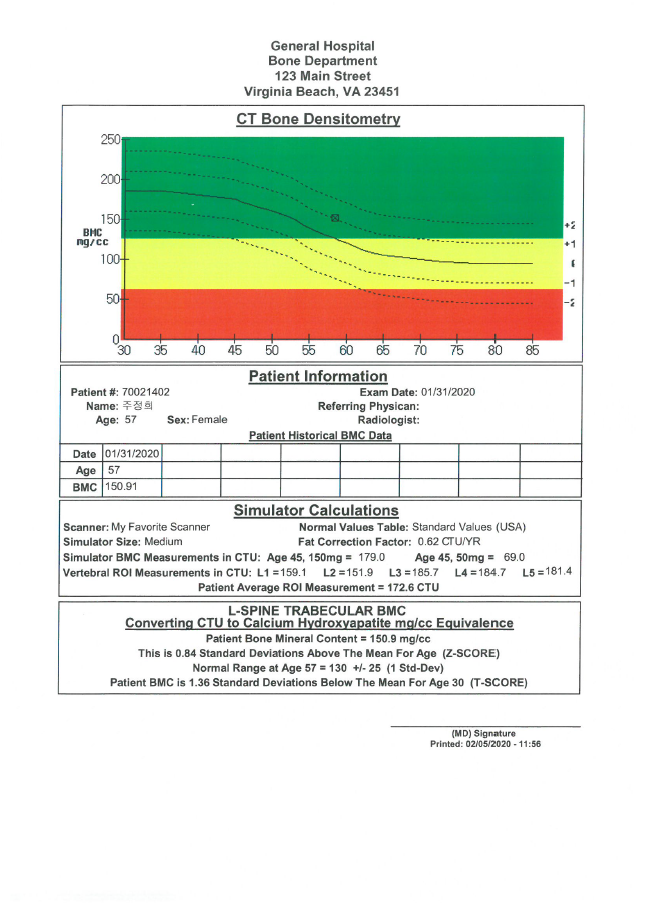 General Hospital
Bone Department
123 Main Street
Virginia Beach, VA 23451
CT Bone Densitometry
250
200
150
BMC
mg/cc
100
50
0
+2
+1
-1
-2
30 35 40 45 50 55 60 65 70 75 80 85
Patient Information
Patient #: 70021402 Exam Date: 01/31/2020
Name: 주정희 Referring Physican:
Age: 57 Sex: Female Radiologist:
Patient Historical BMC Data
Date 01/31/2020
Age 57
BMC 150.91
Simulator Calculations
Scanner: My Favorite Scanner Normal Values Table: Standard Values (USA)
Simulator Size: Medium Fat Correction Factor: 0.62 CTU/YR
Simulator BMC Measurements in CTU: Age 45, 150mg = 179.0 Age 45, 50mg = 69.0
Vertebral ROI Measurements in CTU: L1 =159.1 L2 =151.9 L3 =185.7 L4 =184.7 L5 =181.4
Patient Average ROI Measurement = 172.6 CTU
L-SPINE TRABECULAR BMC
Converting CTU to Calcium Hydroxyapatite mg/cc Equivalence
Patient Bone Mineral Content = 150.9 mg/cc
This is 0.84 Standard Deviations Above The Mean For Age (Z-SCORE)
Normal Range at Age 57 = 130 +/- 25 (1 Std-Dev)
Patient BMC is 1.36 Standard Deviations Below The Mean For Age 30 (T-SCORE)
(MD) Signature
Printed: 02/05/2020 - 11:56